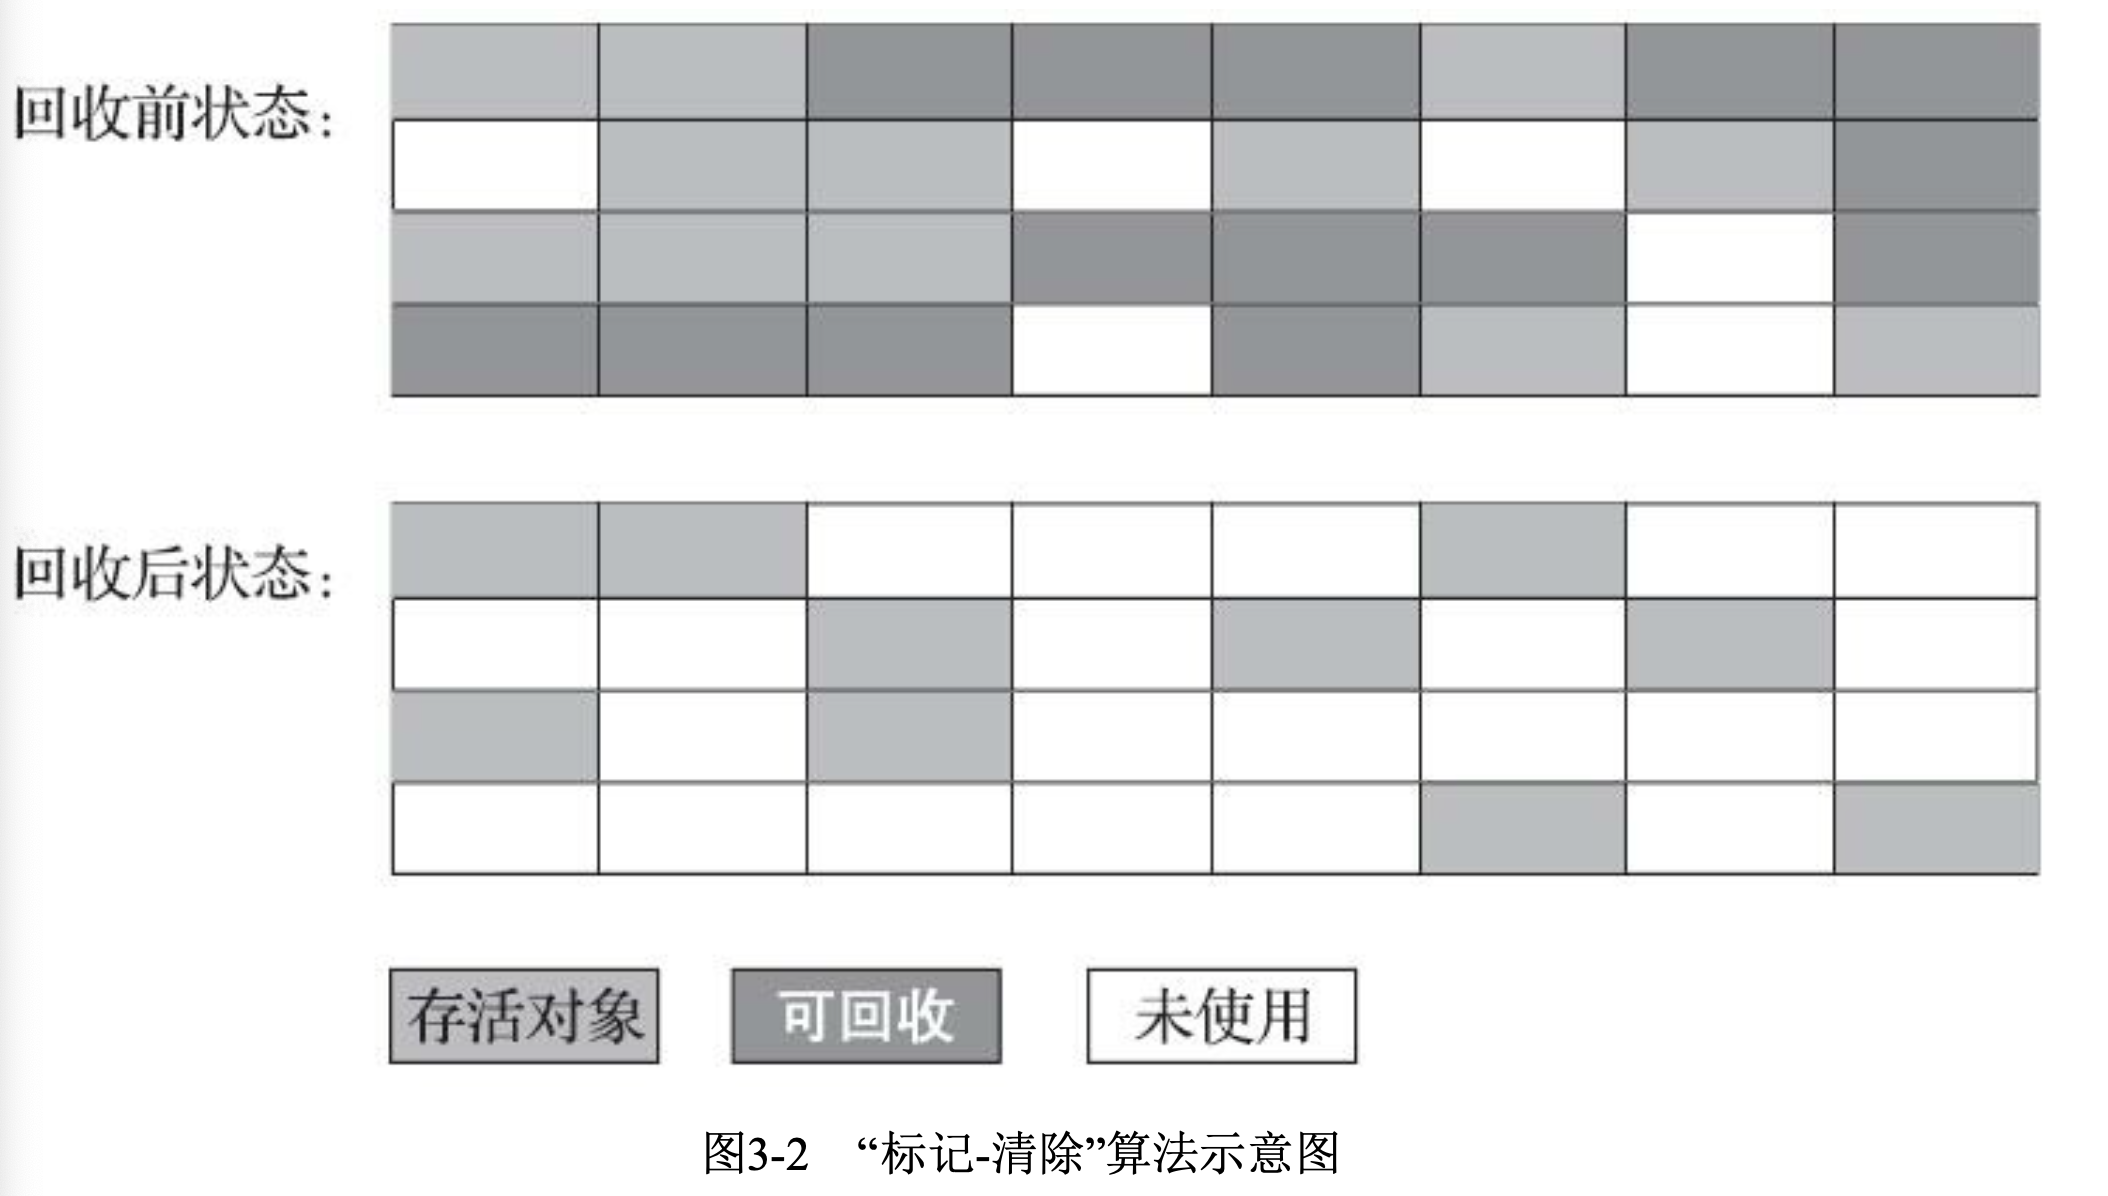 回收前状态：
回收后状态：
存活对象 可回收 未使用
图3-2 “标记-清除”算法示意图